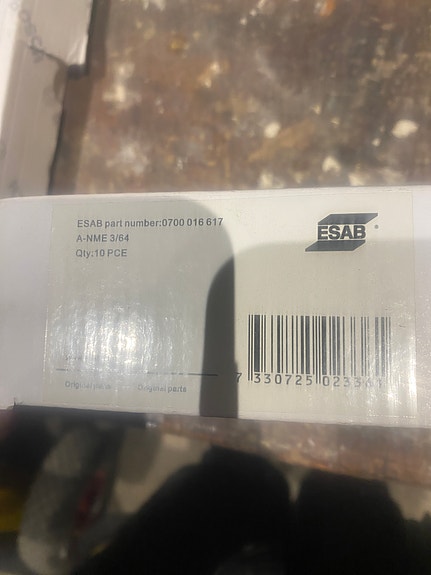 ESAB part number:0700 016 617
A-NME 3/64
Qty:10 PCE
ESAB
7 330725
Original parts Original parts